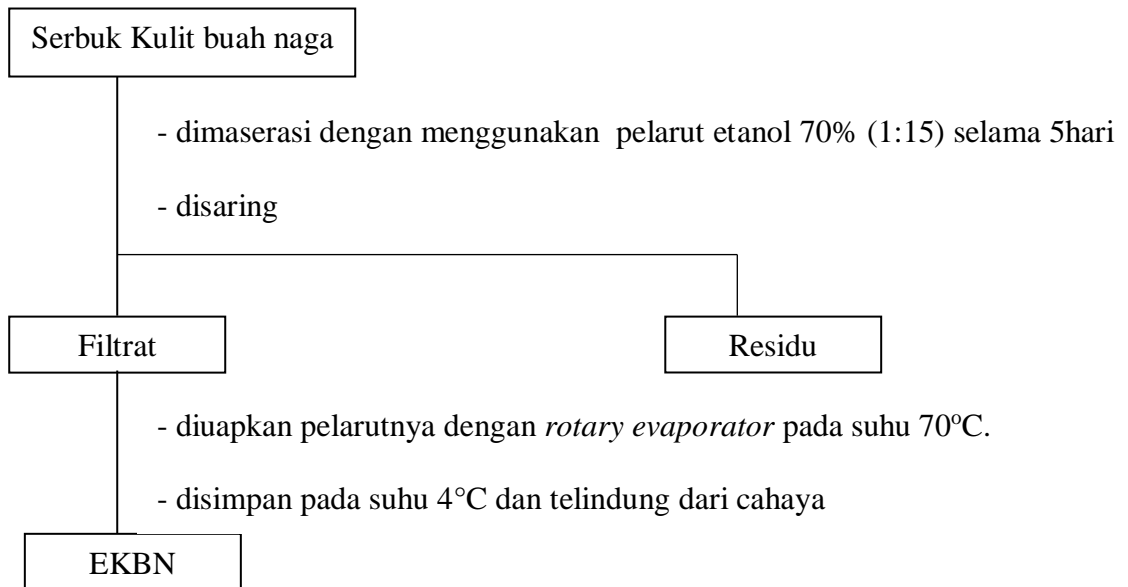 Serbuk Kulit buah naga
- dimaserasi dengan menggunakan pelarut etanol 70% (1:15) selama 5hari
- disaring
Filtrat
Residu
- diuapkan pelarutnya dengan rotary evaporator pada suhu 70ºC.
- disimpan pada suhu 4°C dan telindung dari cahaya
EKBN